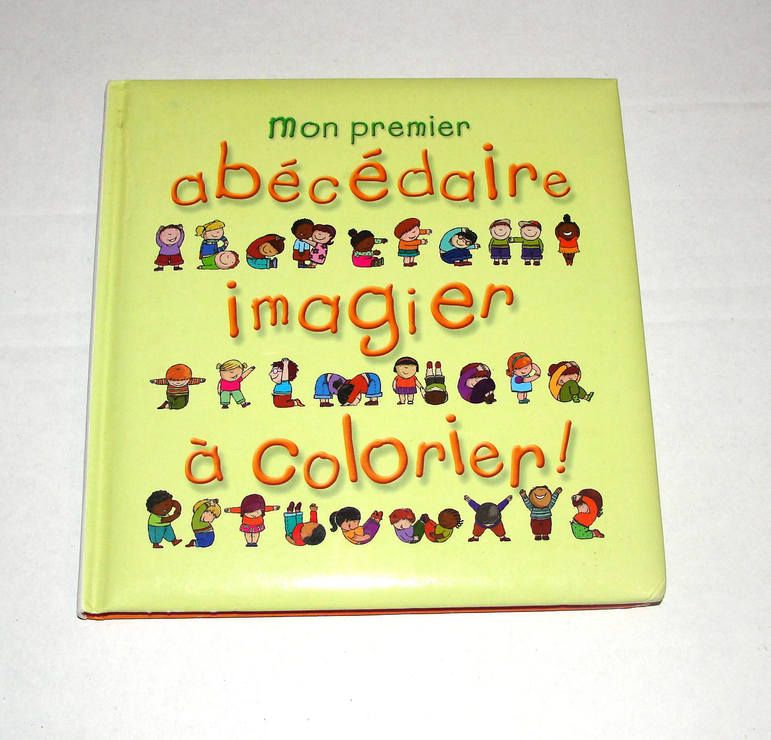 mon premier
abécédaire
imagier
à colorier!